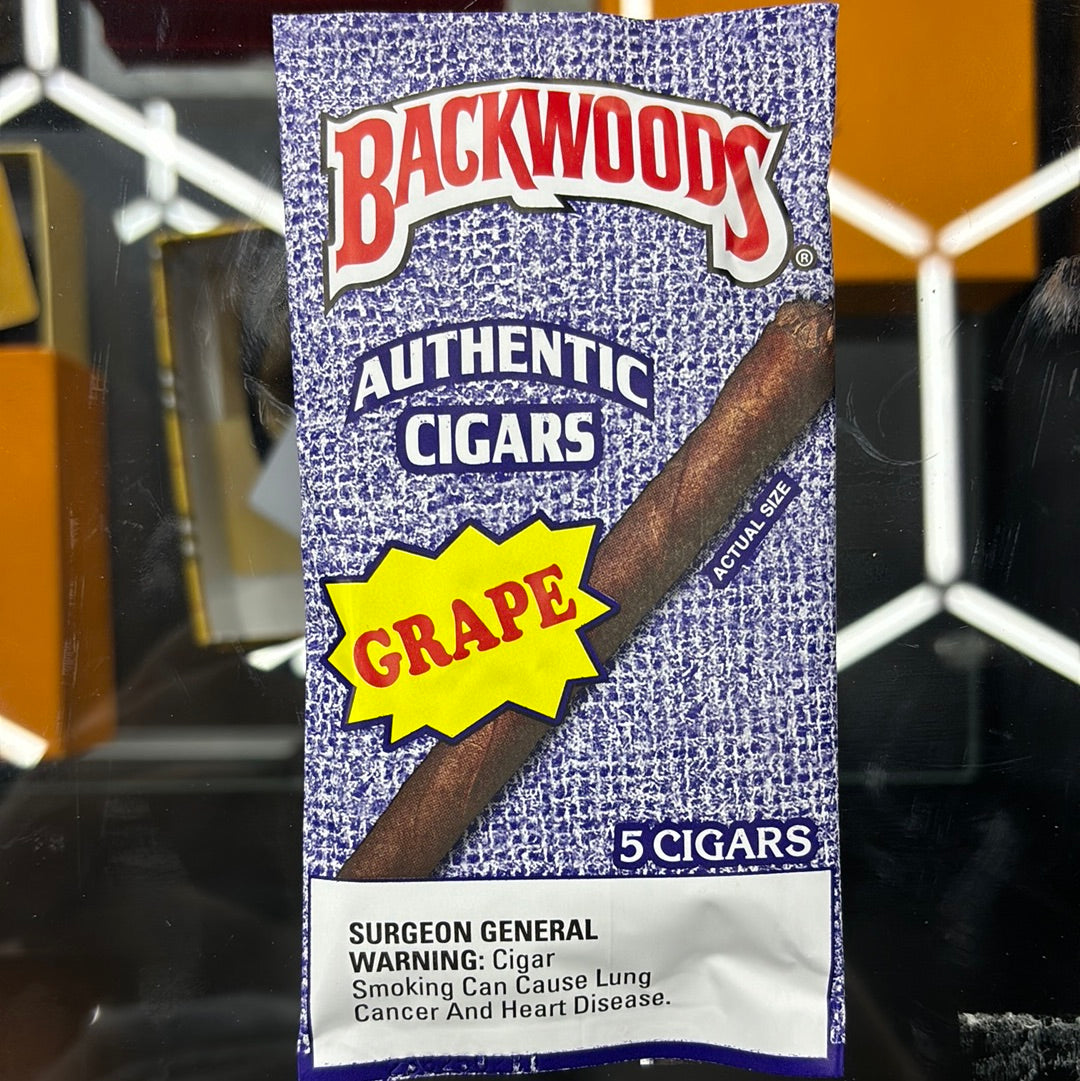 BACKWOODS®
AUTHENTIC
CIGARS
ACTUAL SIZE
GRAPE
5 CIGARS
SURGEON GENERAL
WARNING: Cigar
Smoking Can Cause Lung
Cancer And Heart Disease.